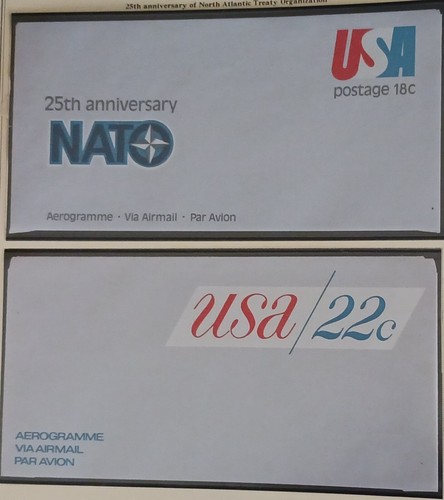 25th anniversary of North Atlantic Treaty Organization
USA
postage 18c
25th anniversary
NATO
Aerogramme · Via Airmail · Par Avion
usa/22c
AEROGRAMME
VIA AIRMAIL
PAR AVION